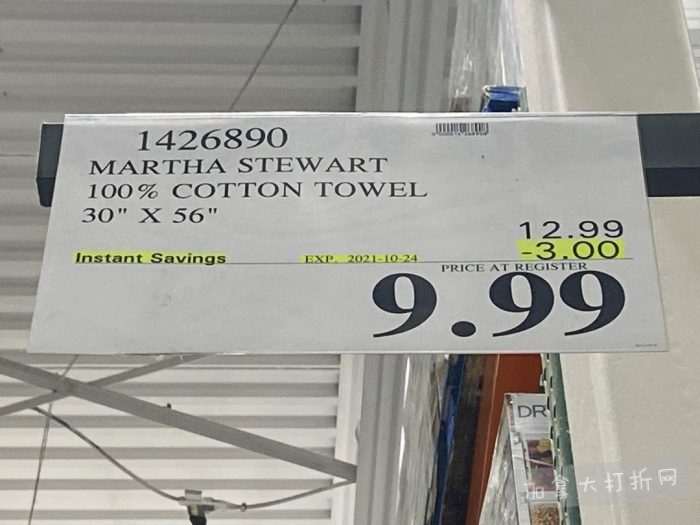 1426890
MARTHA STEWART
100% COTTON TOWEL
30" X 56"
12.99
Instant Savings EXP. 2021-10-24 -3.00
PRICE AT REGISTER
9.99
DR
加拿大打折网